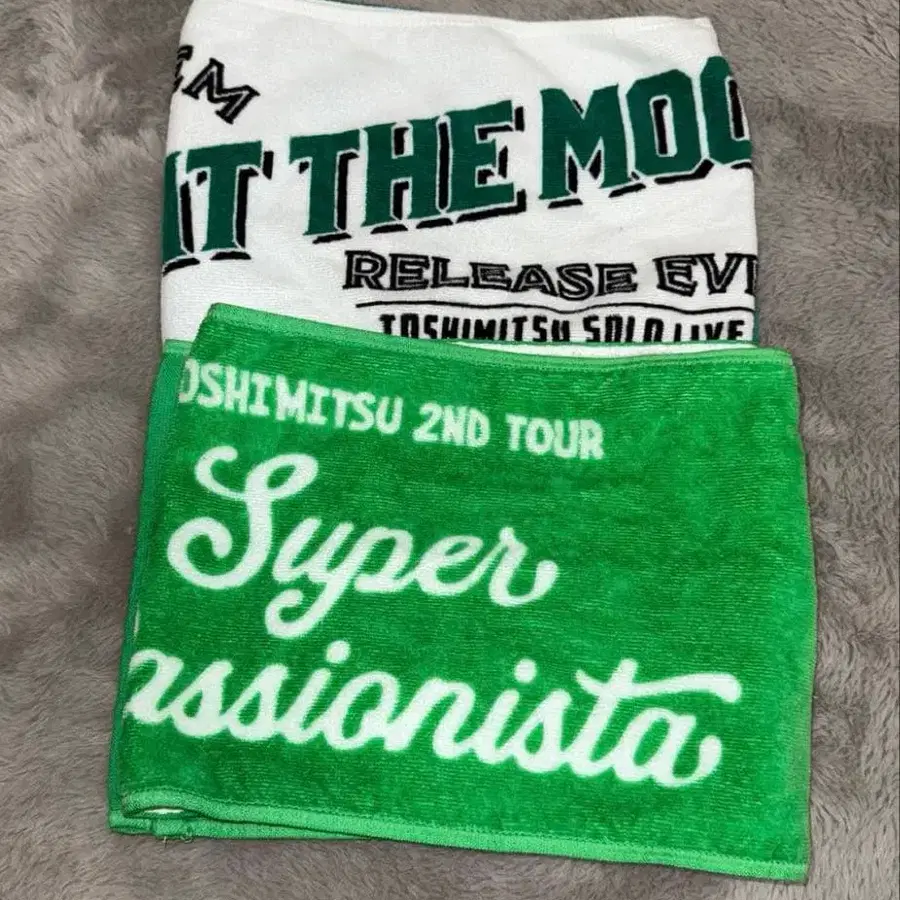 EM
IT THE MOO
RELEASE EVE
TOSHIMITSU SOLO LIVE
OSHIMITSU 2ND TOUR
Super
assionista